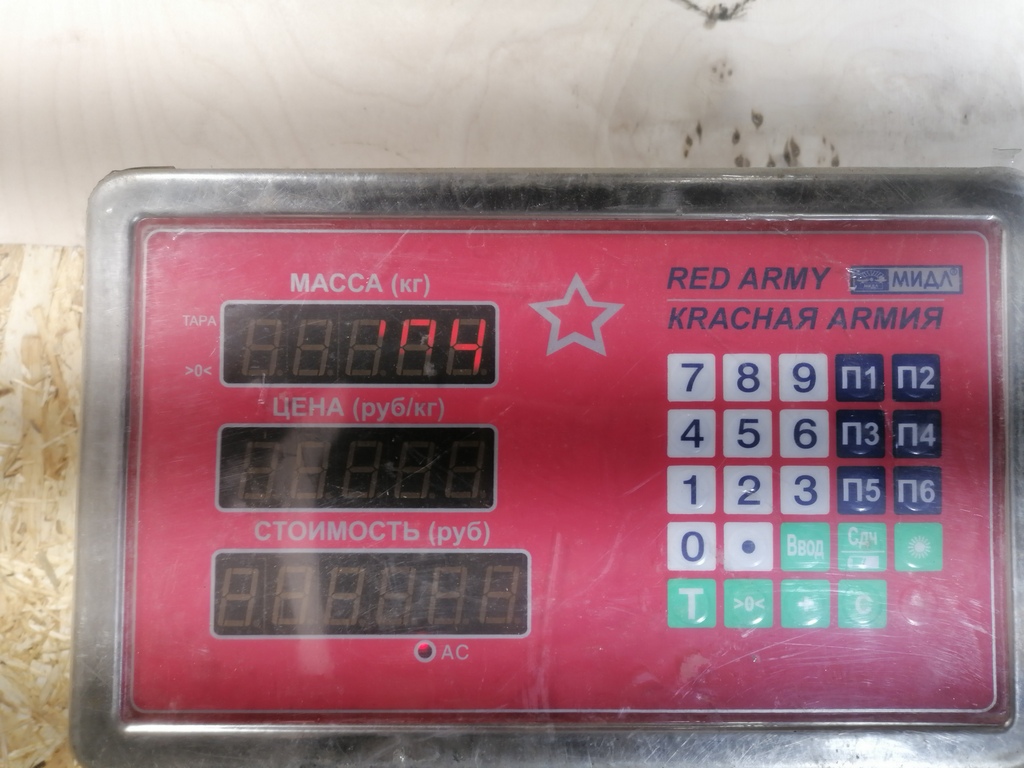 МАССА (кг)
ТАРА
>0<
ЦЕНА (руб/кг)
СТОИМОСТЬ (руб)
АС
RED ARMY МИДЛ
КRАСНАЯ АRМИЯ
7 8 9 П1 П2
4 5 6 П3 П4
1 2 3 П5 П6
0 • Ввод Сдч
Т >0< С